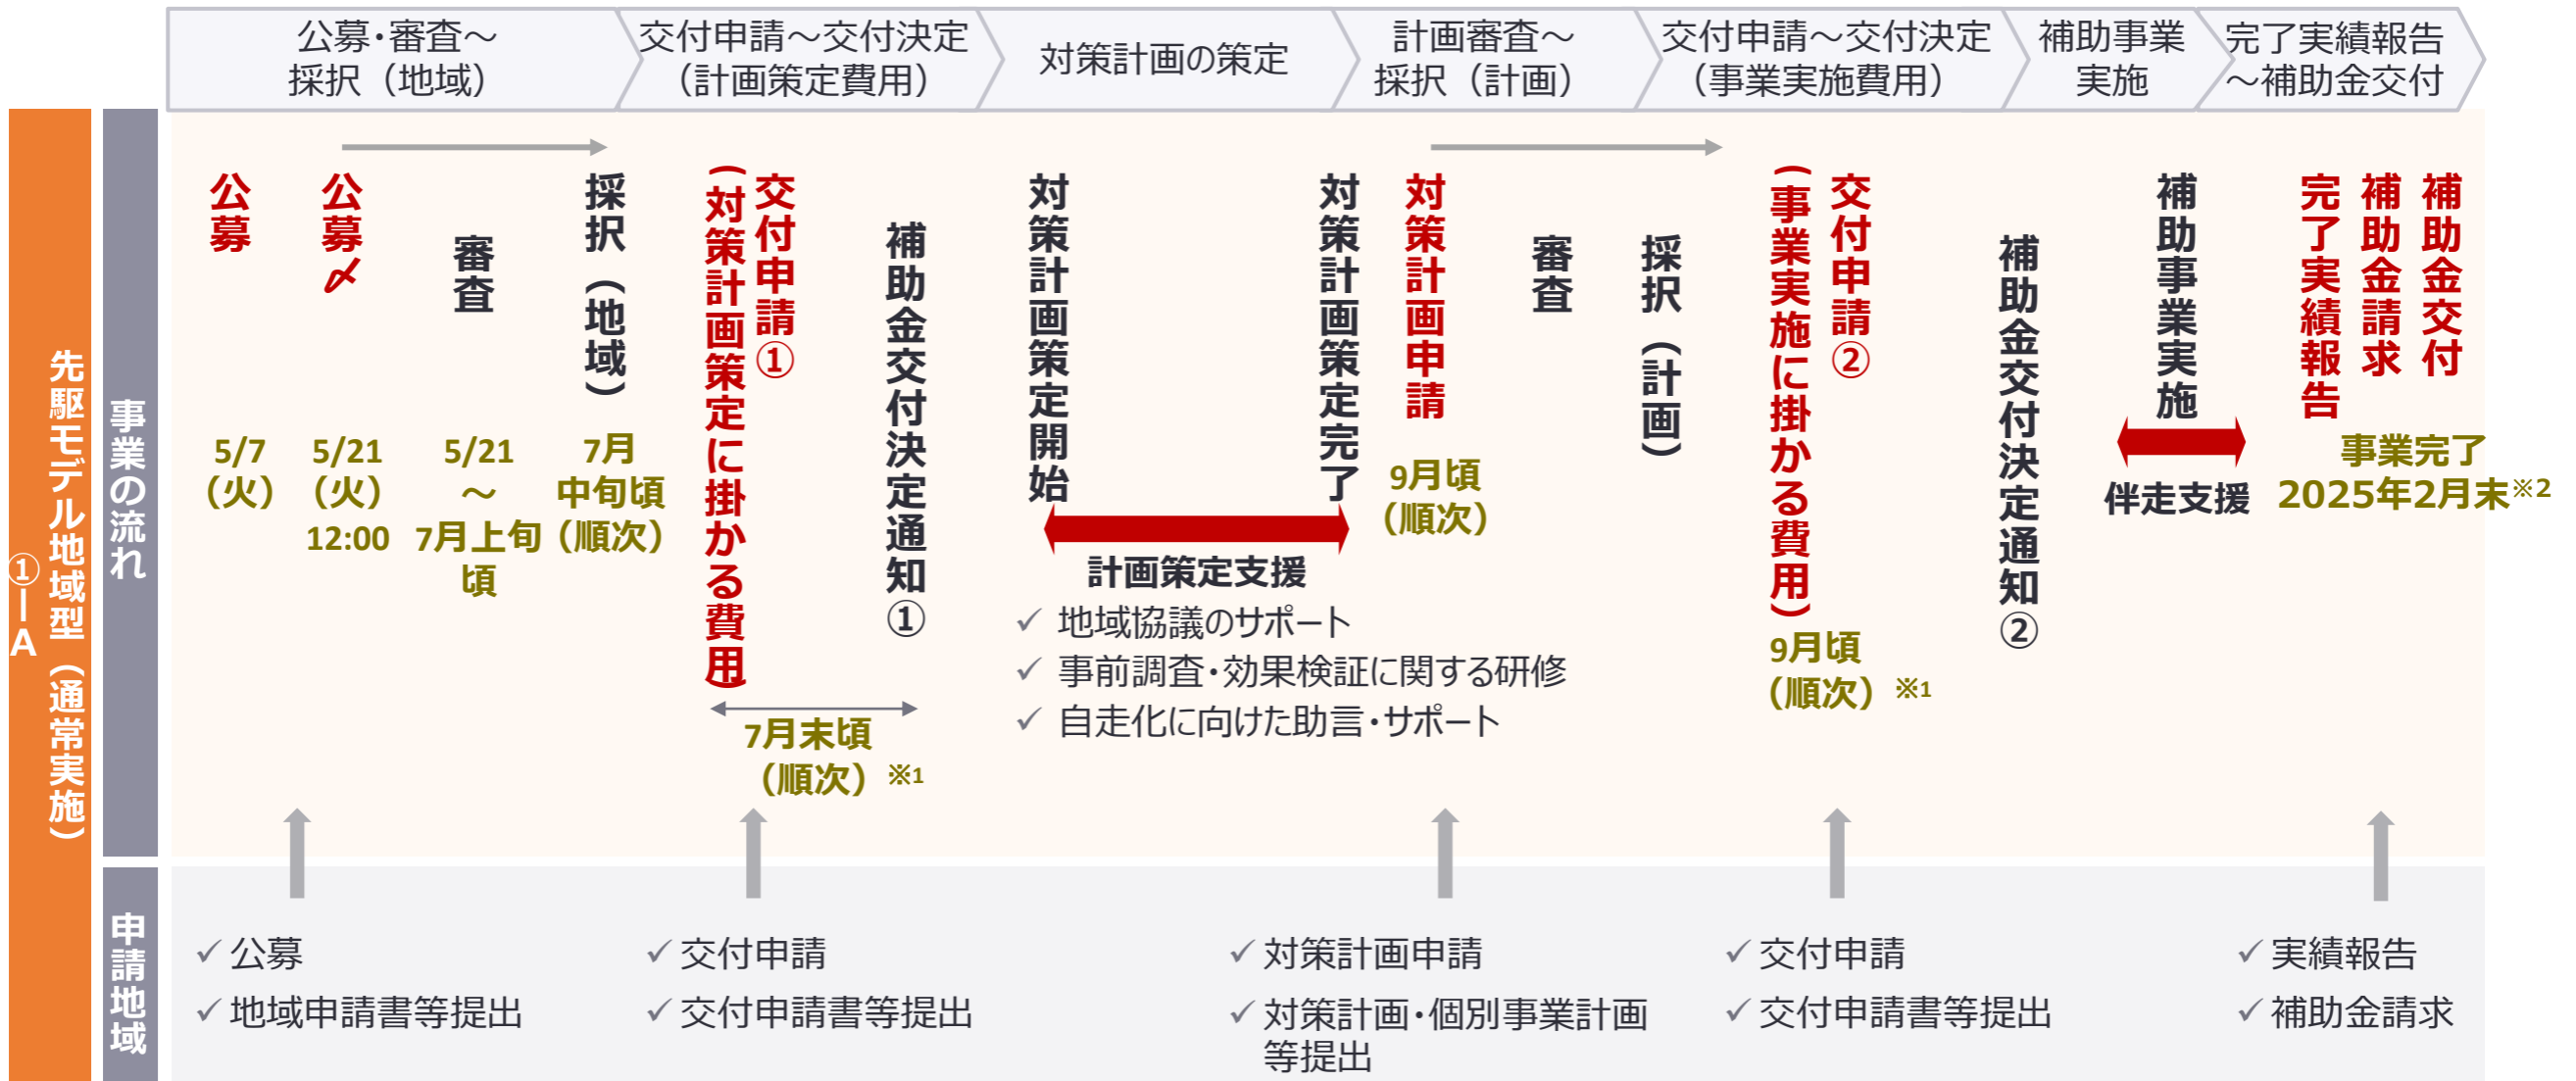 公募・審査～
採択（地域）
交付申請～交付決定
（計画策定費用）
対策計画の策定
計画審査～
採択（計画）
交付申請～交付決定
（事業実施費用）
補助事業
実施
完了実績報告
～補助金交付
先駆モデル地域型（通常実施）
①ーA
事業の流れ
公募
5/7
（火）
公募〆
5/21
（火）
12:00
審査
5/21
～
7月上旬
頃
採択（地域）
7月
中旬頃
（順次）
交付申請①
（対策計画策定に掛かる費用）
補助金交付決定通知①
7月末頃
（順次）※1
対策計画策定開始
対策計画策定完了
計画策定支援
✓ 地域協議のサポート
✓ 事前調査・効果検証に関する研修
✓ 自走化に向けた助言・サポート
対策計画申請
9月頃
（順次）
審査
採択（計画）
交付申請②
（事業実施に掛かる費用）
9月頃
（順次）※1
補助金交付決定通知②
補助事業実施
伴走支援
完了実績報告
補助金請求
補助金交付
事業完了
2025年2月末※2
申請地域
✓ 公募
✓ 地域申請書等提出
✓ 交付申請
✓ 交付申請書等提出
✓ 対策計画申請
✓ 対策計画・個別事業計画
等提出
✓ 交付申請
✓ 交付申請書等提出
✓ 実績報告
✓ 補助金請求